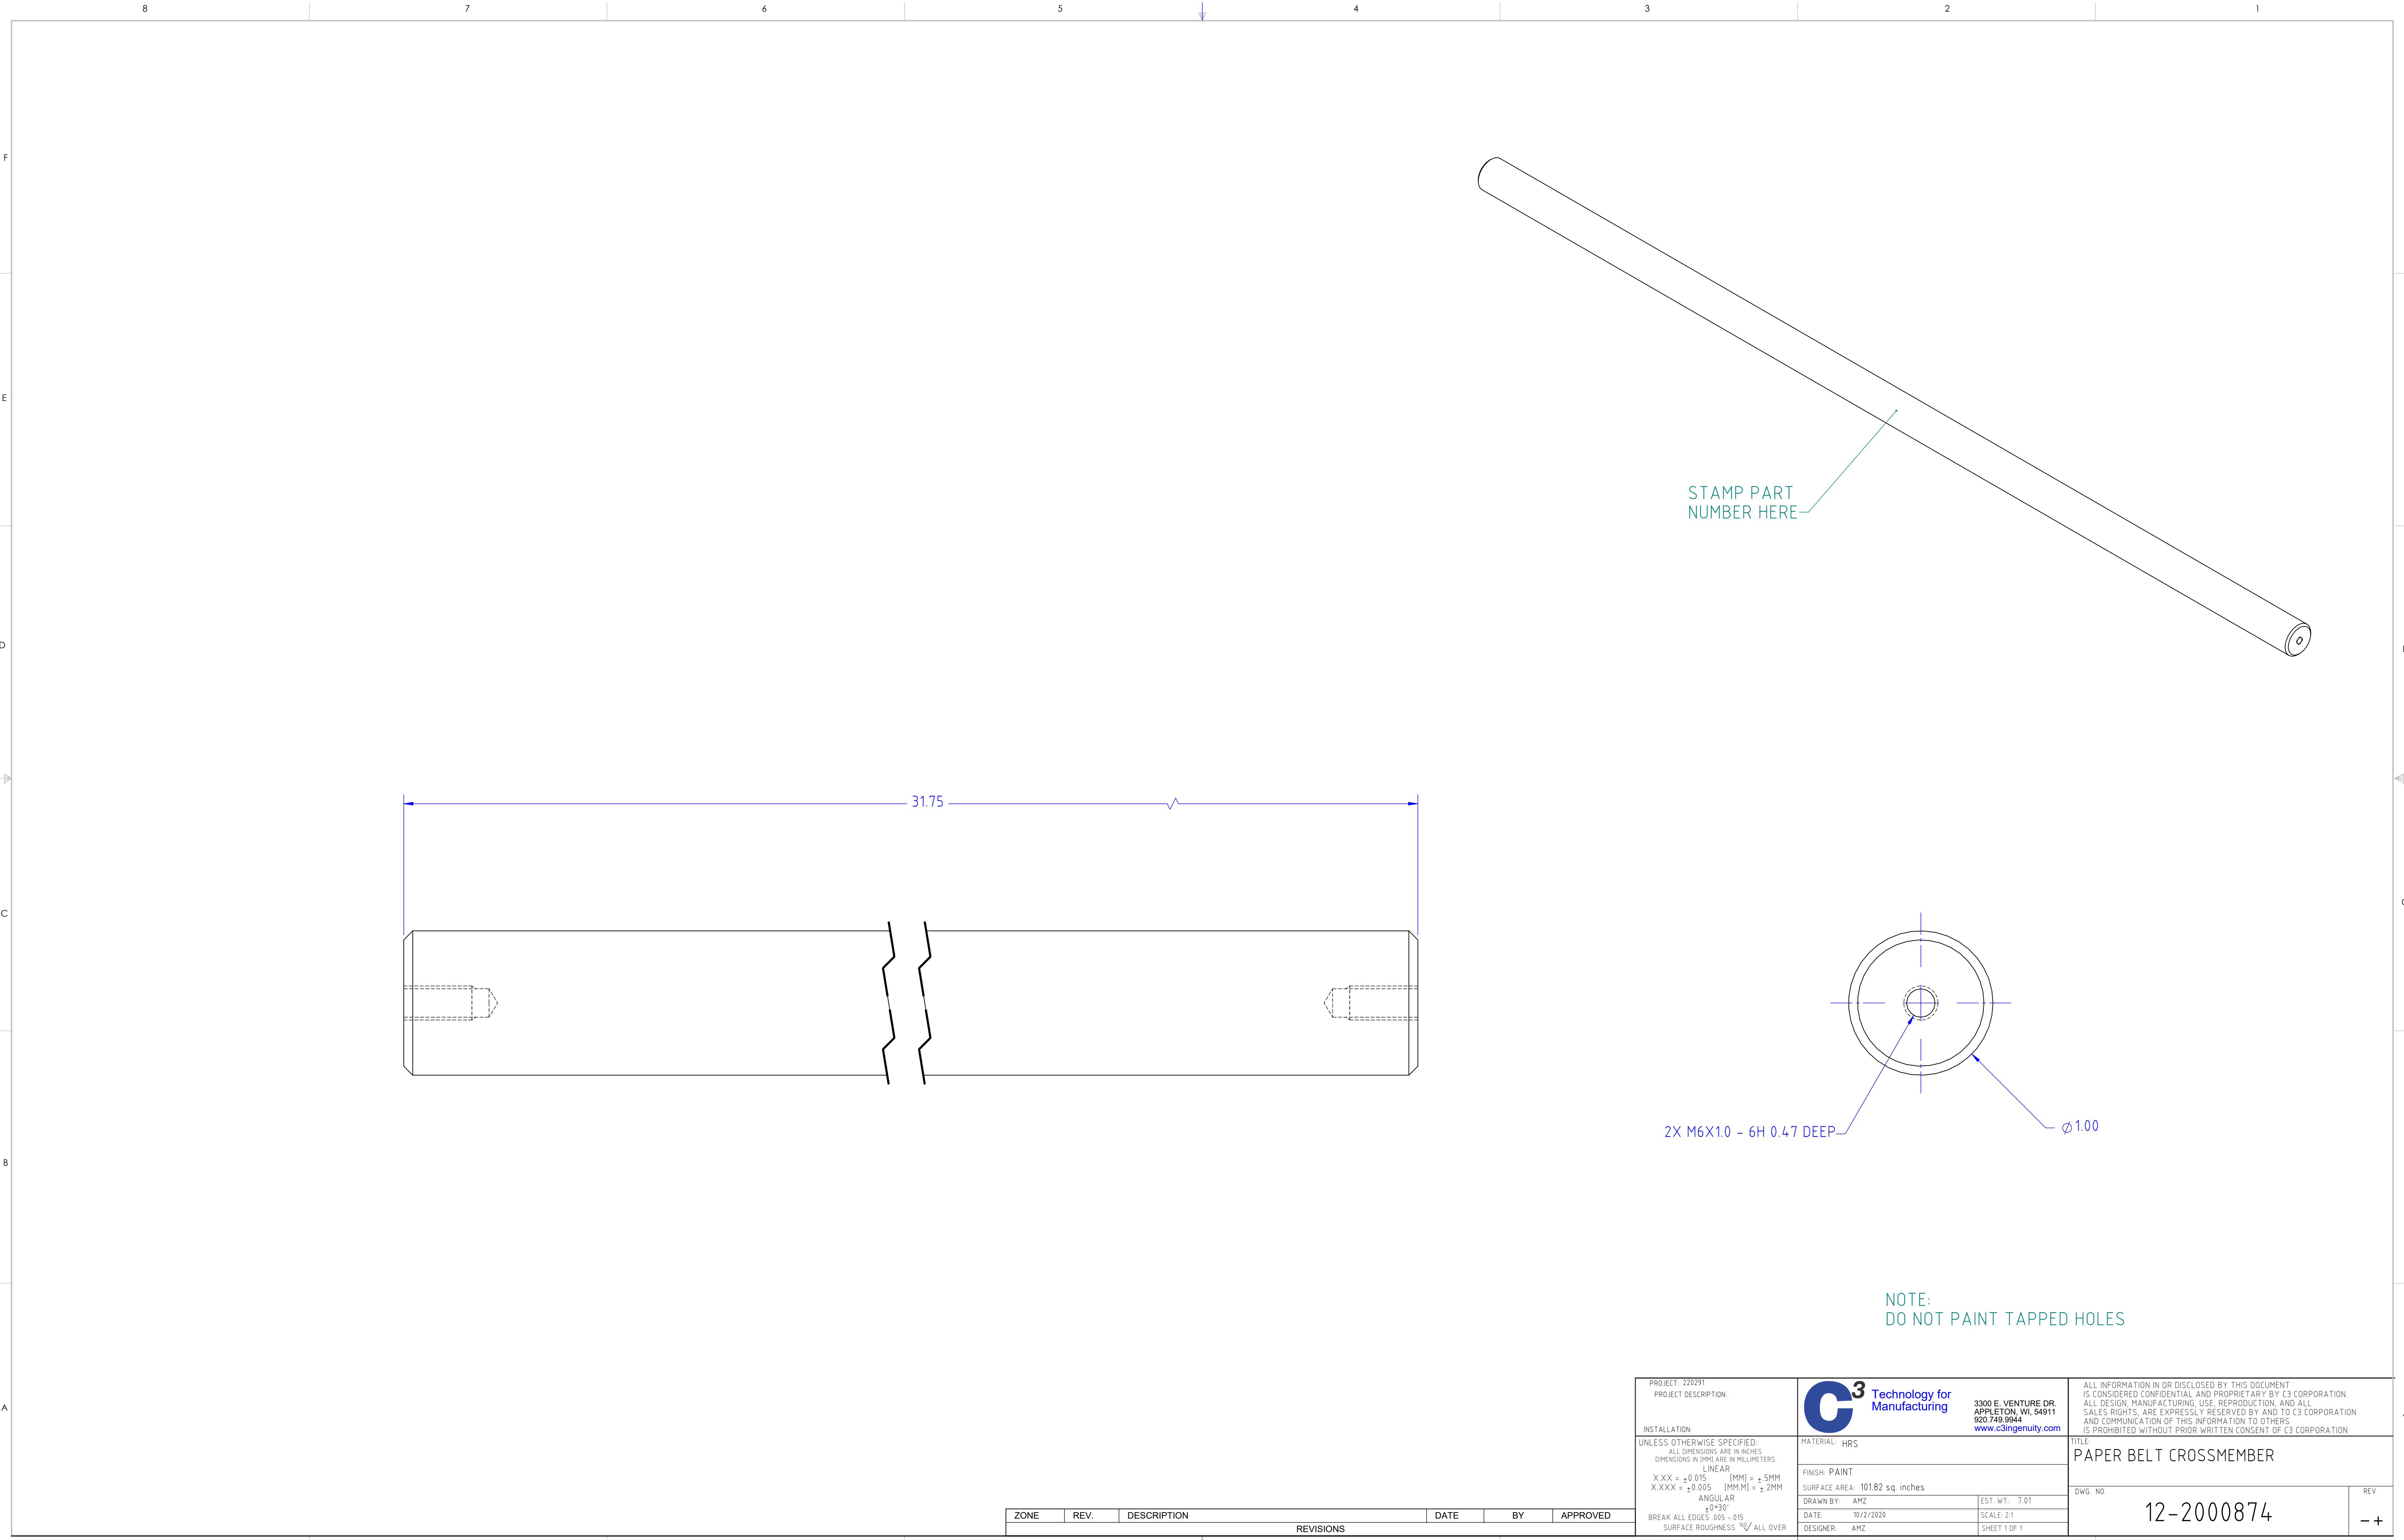 8 7 6 5 4 3 2 1
F
E
D
C
B
A
STAMP PART
NUMBER HERE
31.75
2X M6X1.0 - 6H 0.47 DEEP
⌀1.00
NOTE:
DO NOT PAINT TAPPED HOLES
ZONE REV. DESCRIPTION DATE BY APPROVED
REVISIONS
PROJECT: 220291
PROJECT DESCRIPTION:
INSTALLATION:
UNLESS OTHERWISE SPECIFIED:
ALL DIMENSIONS ARE IN INCHES
DIMENSIONS IN [MM] ARE IN MILLIMETERS
LINEAR
X.XX = ±0.015 [MM] = ±.5MM
X.XXX = ±0.005 [MM.M] = ±.2MM
ANGULAR
±0°30'
BREAK ALL EDGES .005 -.015
SURFACE ROUGHNESS 160 ALL OVER
C3
Technology for
Manufacturing
3300 E. VENTURE DR.
APPLETON, WI, 54911
920.749.9944
www.c3ingenuity.com
MATERIAL: HRS
FINISH: PAINT
SURFACE AREA: 101.82 sq. inches
DRAWN BY: AMZ EST. WT.: 7.01
DATE: 10/2/2020 SCALE: 2:1
DESIGNER: AMZ SHEET 1 OF 1
ALL INFORMATION IN OR DISCLOSED BY THIS DOCUMENT
IS CONSIDERED CONFIDENTIAL AND PROPRIETARY BY C3 CORPORATION.
ALL DESIGN, MANUFACTURING, USE, REPRODUCTION, AND ALL
SALES RIGHTS, ARE EXPRESSLY RESERVED BY AND TO C3 CORPORATION
AND COMMUNICATION OF THIS INFORMATION TO OTHERS
IS PROHIBITED WITHOUT PRIOR WRITTEN CONSENT OF C3 CORPORATION
TITLE:
PAPER BELT CROSSMEMBER
DWG. NO. REV
12-2000874 -+